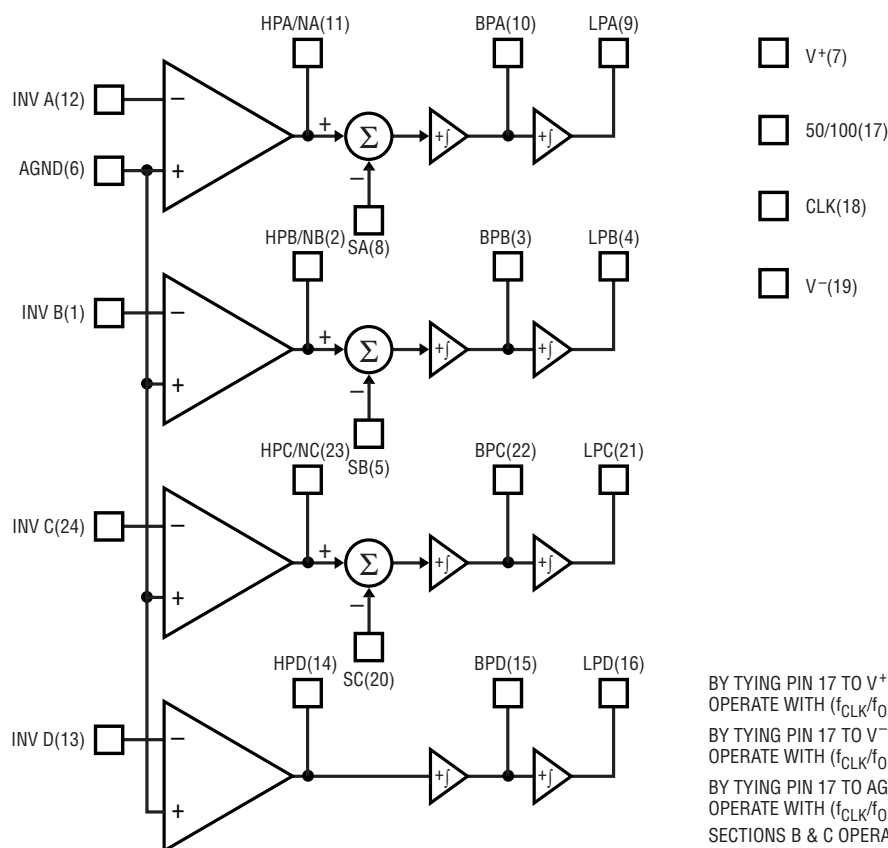 HPA/NA(11)
BPA(10)
LPA(9)
V+(7)
INV A(12)
−
50/100(17)
+
Σ
+∫
+∫
AGND(6)
+
−
CLK(18)
SA(8)
HPB/NB(2)
BPB(3)
LPB(4)
V−(19)
INV B(1)
−
+
Σ
+∫
+∫
+
−
SB(5)
HPC/NC(23)
BPC(22)
LPC(21)
INV C(24)
−
+
Σ
+∫
+∫
+
−
SC(20)
HPD(14)
BPD(15)
LPD(16)
INV D(13)
−
+∫
+∫
+
BY TYING PIN 17 TO V+
OPERATE WITH (fCLK/fO
BY TYING PIN 17 TO V−
OPERATE WITH (fCLK/fO
BY TYING PIN 17 TO AG
OPERATE WITH (fCLK/fO
SECTIONS B & C OPERA